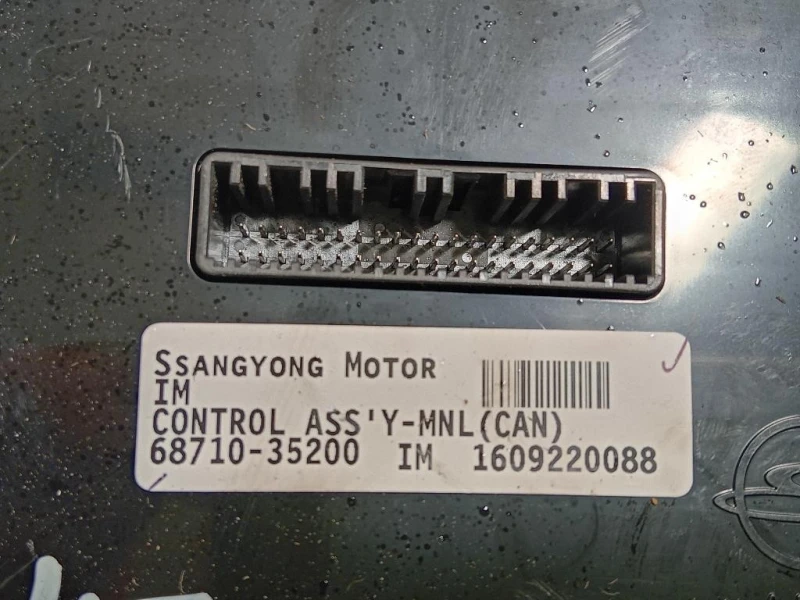 SSANGYONG MOTOR
IM
CONTROL ASS'Y-MNL(CAN)
68710-35200 IM 1609220088